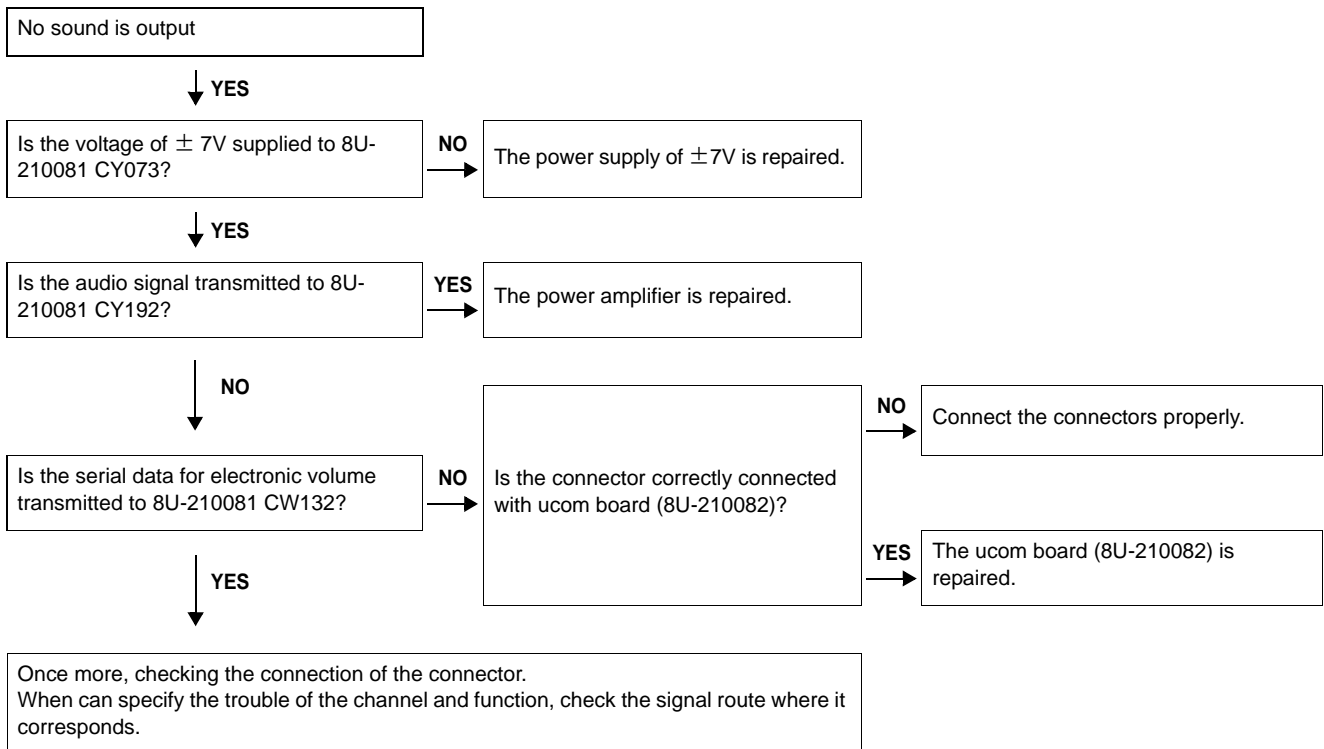 No sound is output
YES
Is the voltage of ± 7V supplied to 8U-
210081 CY073?
NO
The power supply of ±7V is repaired.
YES
Is the audio signal transmitted to 8U-
210081 CY192?
YES
The power amplifier is repaired.
NO
Is the serial data for electronic volume
transmitted to 8U-210081 CW132?
NO
Is the connector correctly connected
with ucom board (8U-210082)?
NO
Connect the connectors properly.
YES
The ucom board (8U-210082) is
repaired.
YES
Once more, checking the connection of the connector.
When can specify the trouble of the channel and function, check the signal route where it
corresponds.